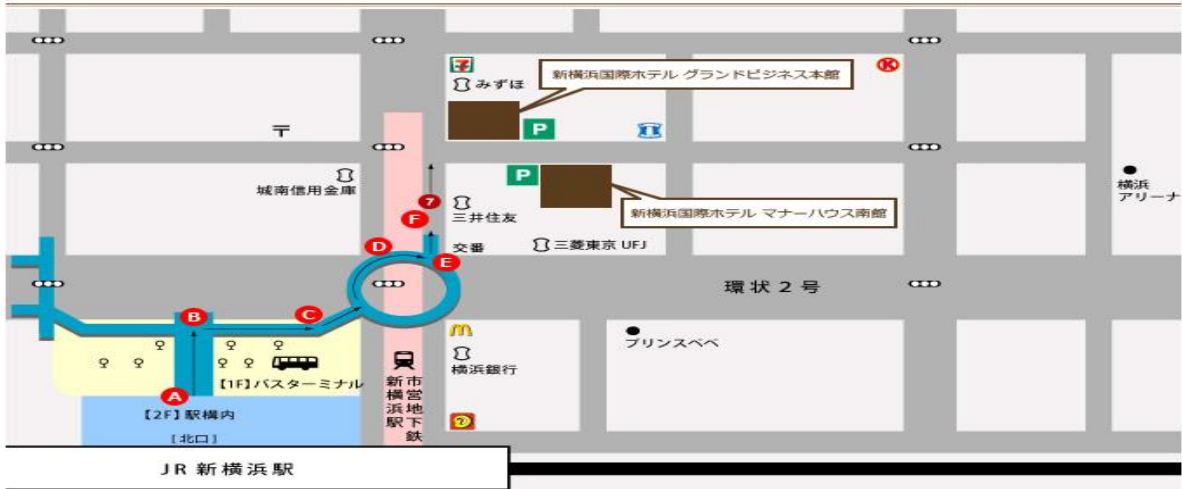 7
みずほ
新横浜国際ホテル グランドビジネス本館
K
〒
P
城南信用金庫
P
7
三井住友
新横浜国際ホテル マナーハウス南館
横浜
アリーナ
F
D
交番
三菱東京 UFJ
E
環状2号
B
C
プリンスペペ
横浜銀行
【1F】バスターミナル
A
市営地下鉄
新横浜駅
【2F】駅構内
[北口]
JR 新横浜駅